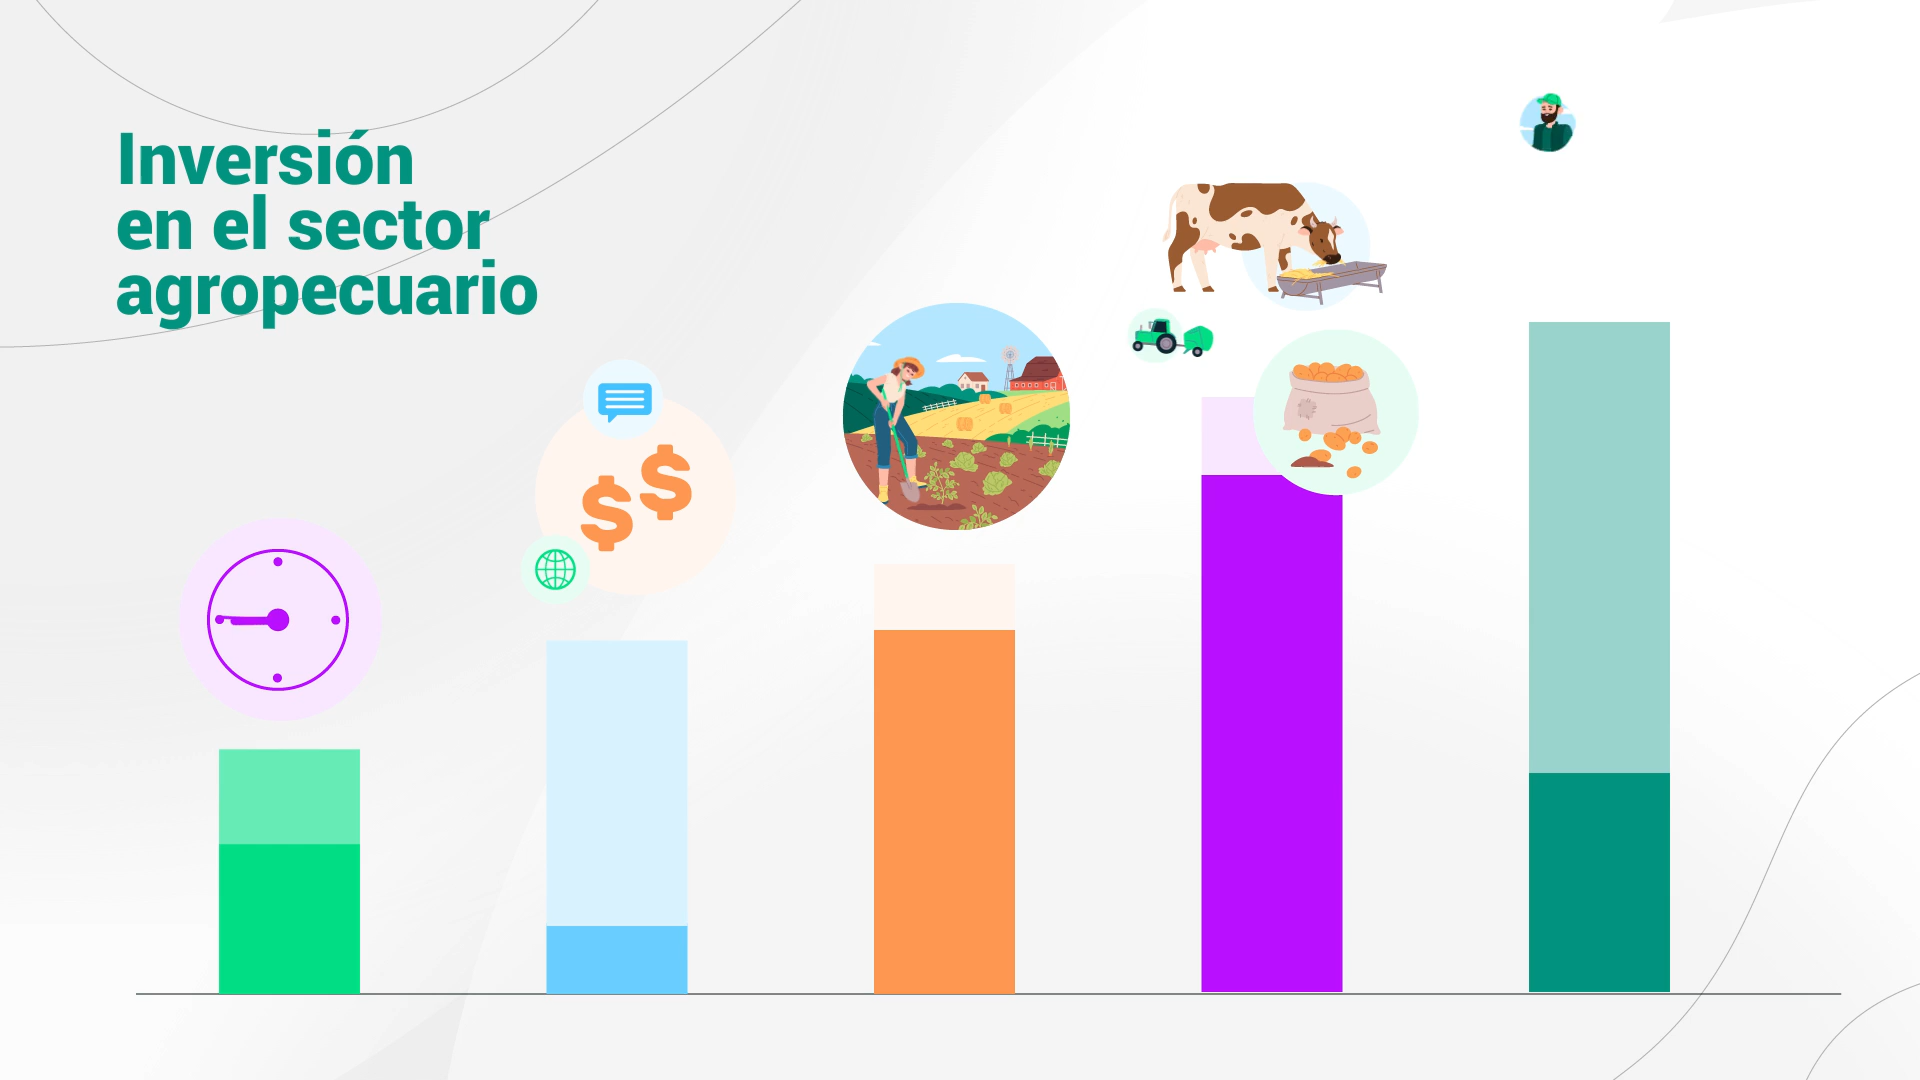 Inversión
en el sector
agropecuario
$ $